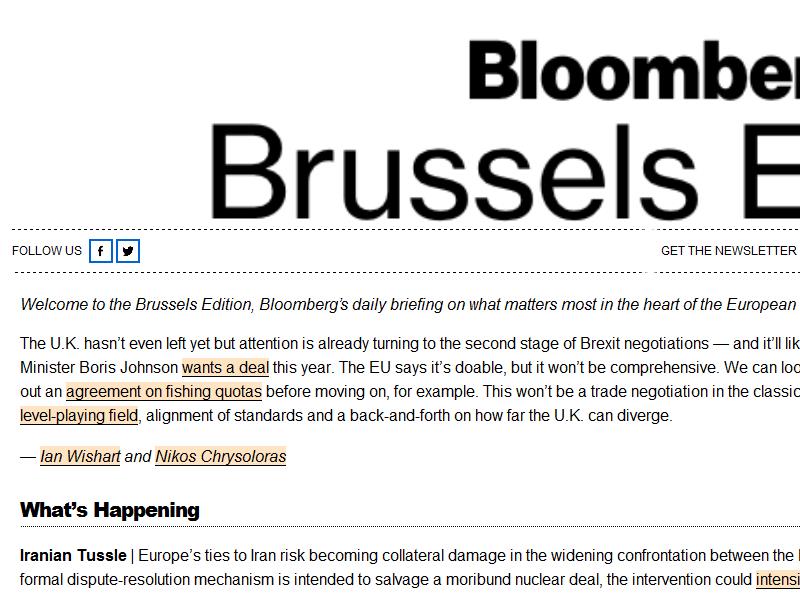 Bloomber
Brussels E
FOLLOW US
GET THE NEWSLETTER
Welcome to the Brussels Edition, Bloomberg’s daily briefing on what matters most in the heart of the European
The U.K. hasn’t even left yet but attention is already turning to the second stage of Brexit negotiations — and it’ll lik
Minister Boris Johnson wants a deal this year. The EU says it’s doable, but it won’t be comprehensive. We can loo
out an agreement on fishing quotas before moving on, for example. This won’t be a trade negotiation in the classic
level-playing field, alignment of standards and a back-and-forth on how far the U.K. can diverge.
— Ian Wishart and Nikos Chrysoloras
What’s Happening
Iranian Tussle | Europe’s ties to Iran risk becoming collateral damage in the widening confrontation between the
formal dispute-resolution mechanism is intended to salvage a moribund nuclear deal, the intervention could intensi